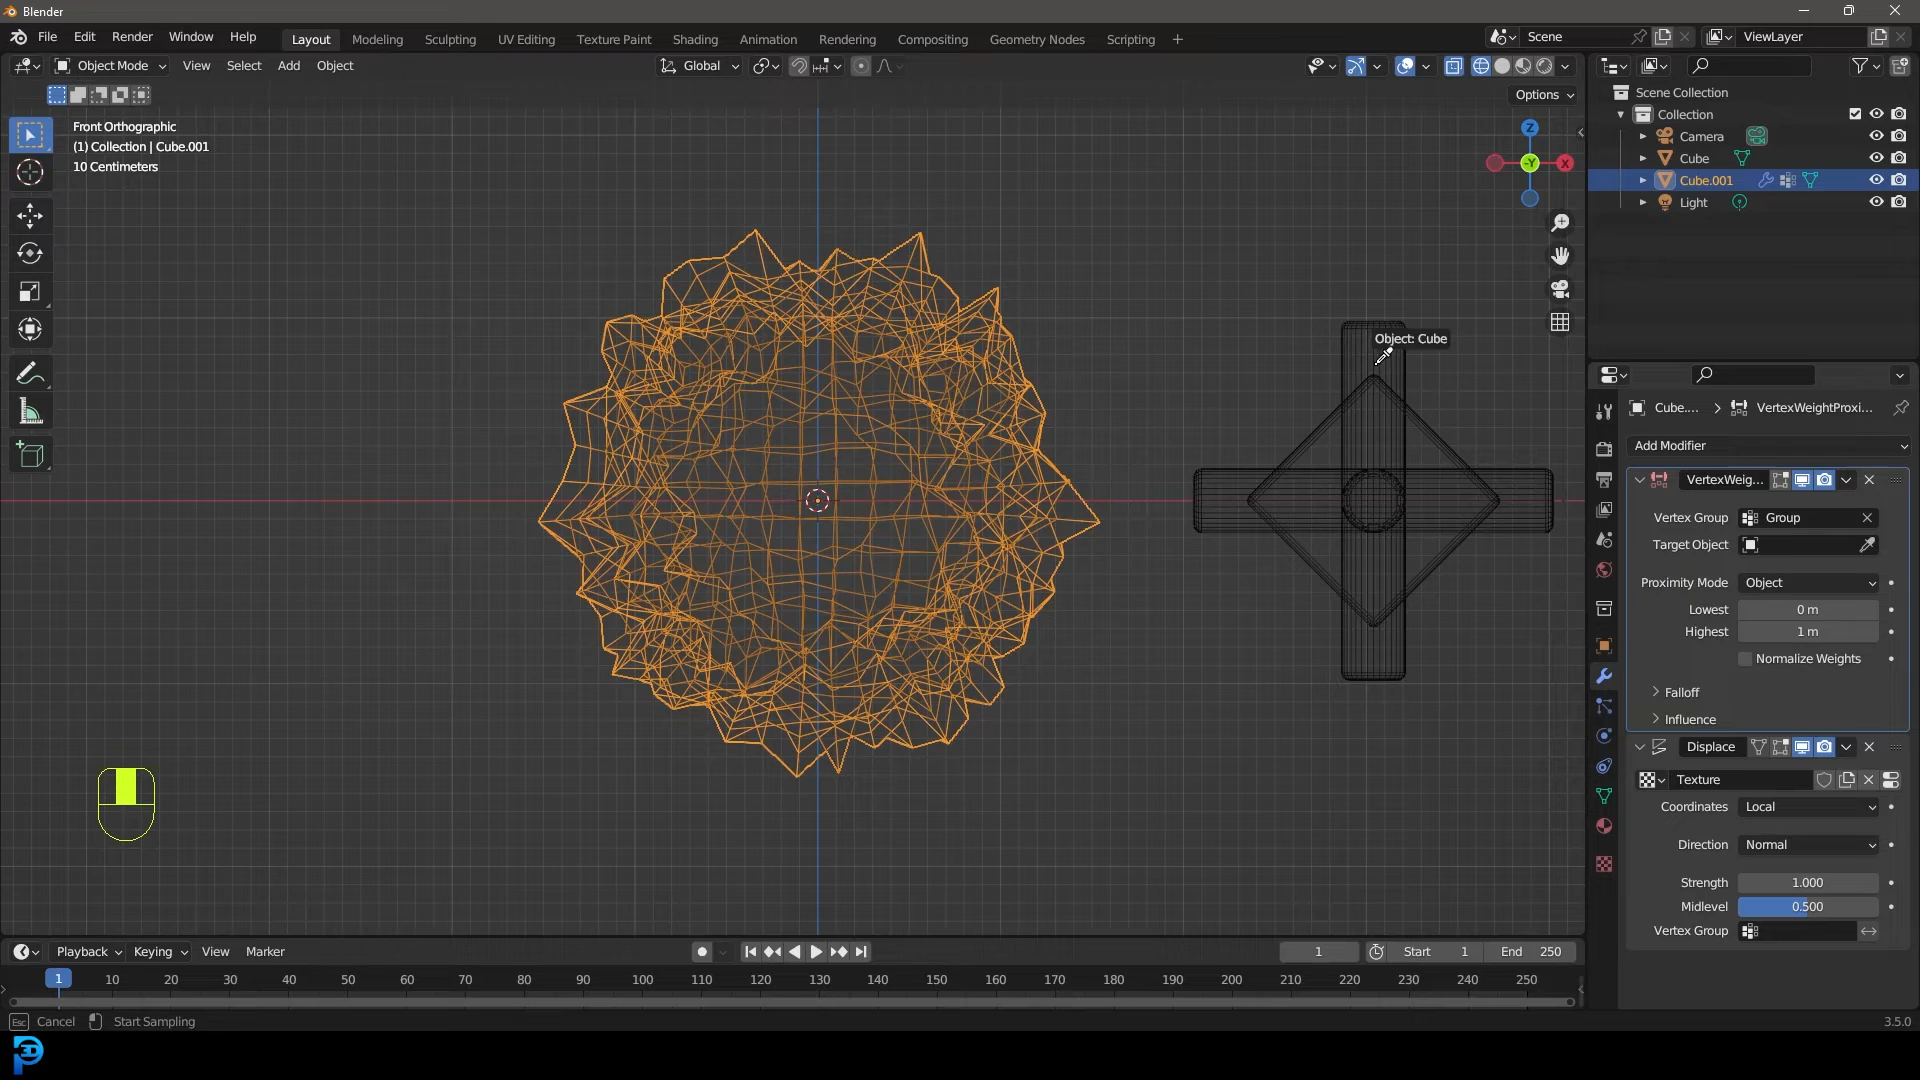 Blender
File Edit Render Window Help Layout Modeling Sculpting UV Editing Texture Paint Shading Animation Rendering Compositing Geometry Nodes Scripting + Scene ViewLayer
Object Mode View Select Add Object Global
Options
Front Orthographic
(1) Collection | Cube.001
10 Centimeters
Z
-Y
X
Object: Cube
Scene Collection
Collection
Camera
Cube
Cube.001
Light
Cube.... > VertexWeightProxi...
Add Modifier
VertexWeig...
Vertex Group Group
Target Object
Proximity Mode Object
Lowest 0 m
Highest 1 m
Normalize Weights
Falloff
Influence
Displace
Texture
Coordinates Local
Direction Normal
Strength 1.000
Midlevel 0.500
Vertex Group
Playback Keying View Marker 1 Start 1 End 250
1 10 20 30 40 50 60 70 80 90 100 110 120 130 140 150 160 170 180 190 200 210 220 230 240 250
Esc Cancel Start Sampling 3.5.0
3D